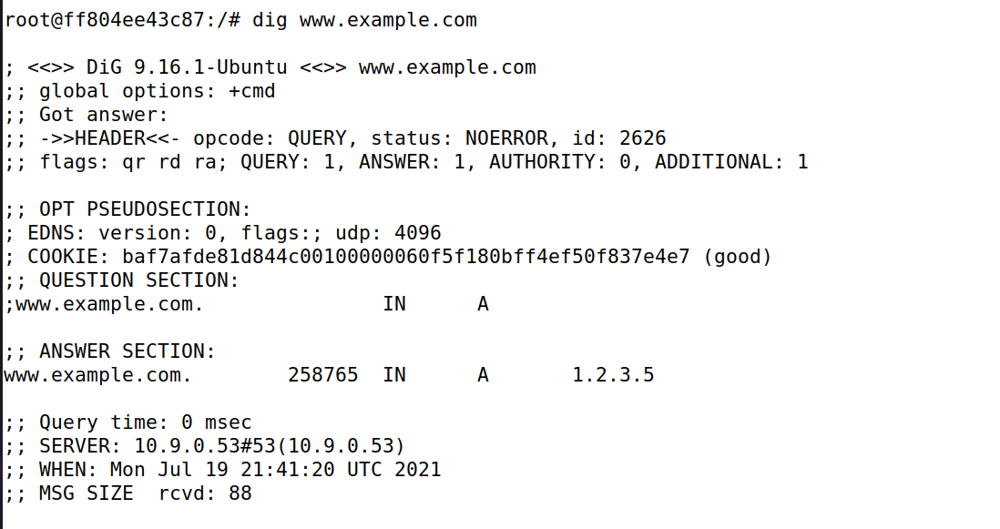 root@ff804ee43c87:/# dig www.example.com
; <<>> DiG 9.16.1-Ubuntu <<>> www.example.com
;; global options: +cmd
;; Got answer:
;; ->>HEADER<<- opcode: QUERY, status: NOERROR, id: 2626
;; flags: qr rd ra; QUERY: 1, ANSWER: 1, AUTHORITY: 0, ADDITIONAL: 1
;; OPT PSEUDOSECTION:
; EDNS: version: 0, flags:; udp: 4096
; COOKIE: baf7afde81d844c00100000060f5f180bff4ef50f837e4e7 (good)
;; QUESTION SECTION:
;www.example.com. IN A
;; ANSWER SECTION:
www.example.com. 258765 IN A 1.2.3.5
;; Query time: 0 msec
;; SERVER: 10.9.0.53#53(10.9.0.53)
;; WHEN: Mon Jul 19 21:41:20 UTC 2021
;; MSG SIZE  rcvd: 88